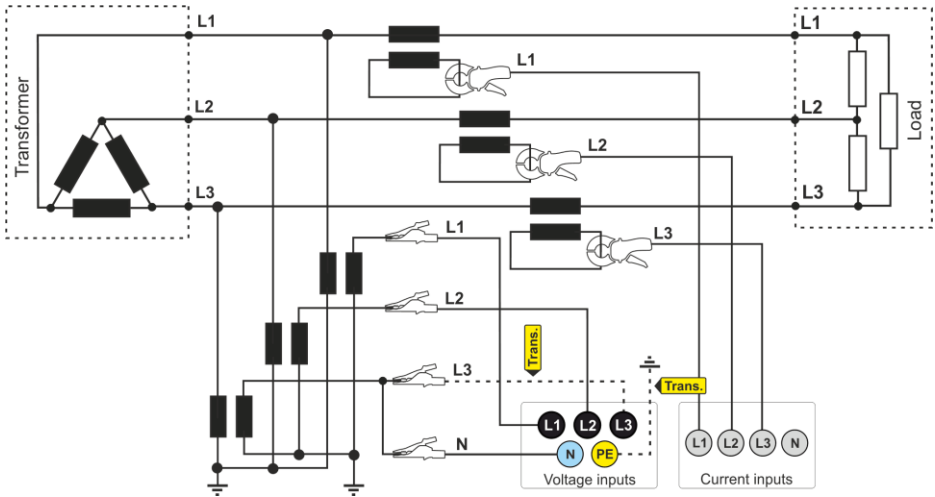 Transformer
L1
L1
L1
L2
L2
L2
Load
L3
L3
L3
L1
L2
Trans.
L3
Trans.
N
L1
L2
L3
N
PE
Voltage inputs
L1
L2
L3
N
Current inputs